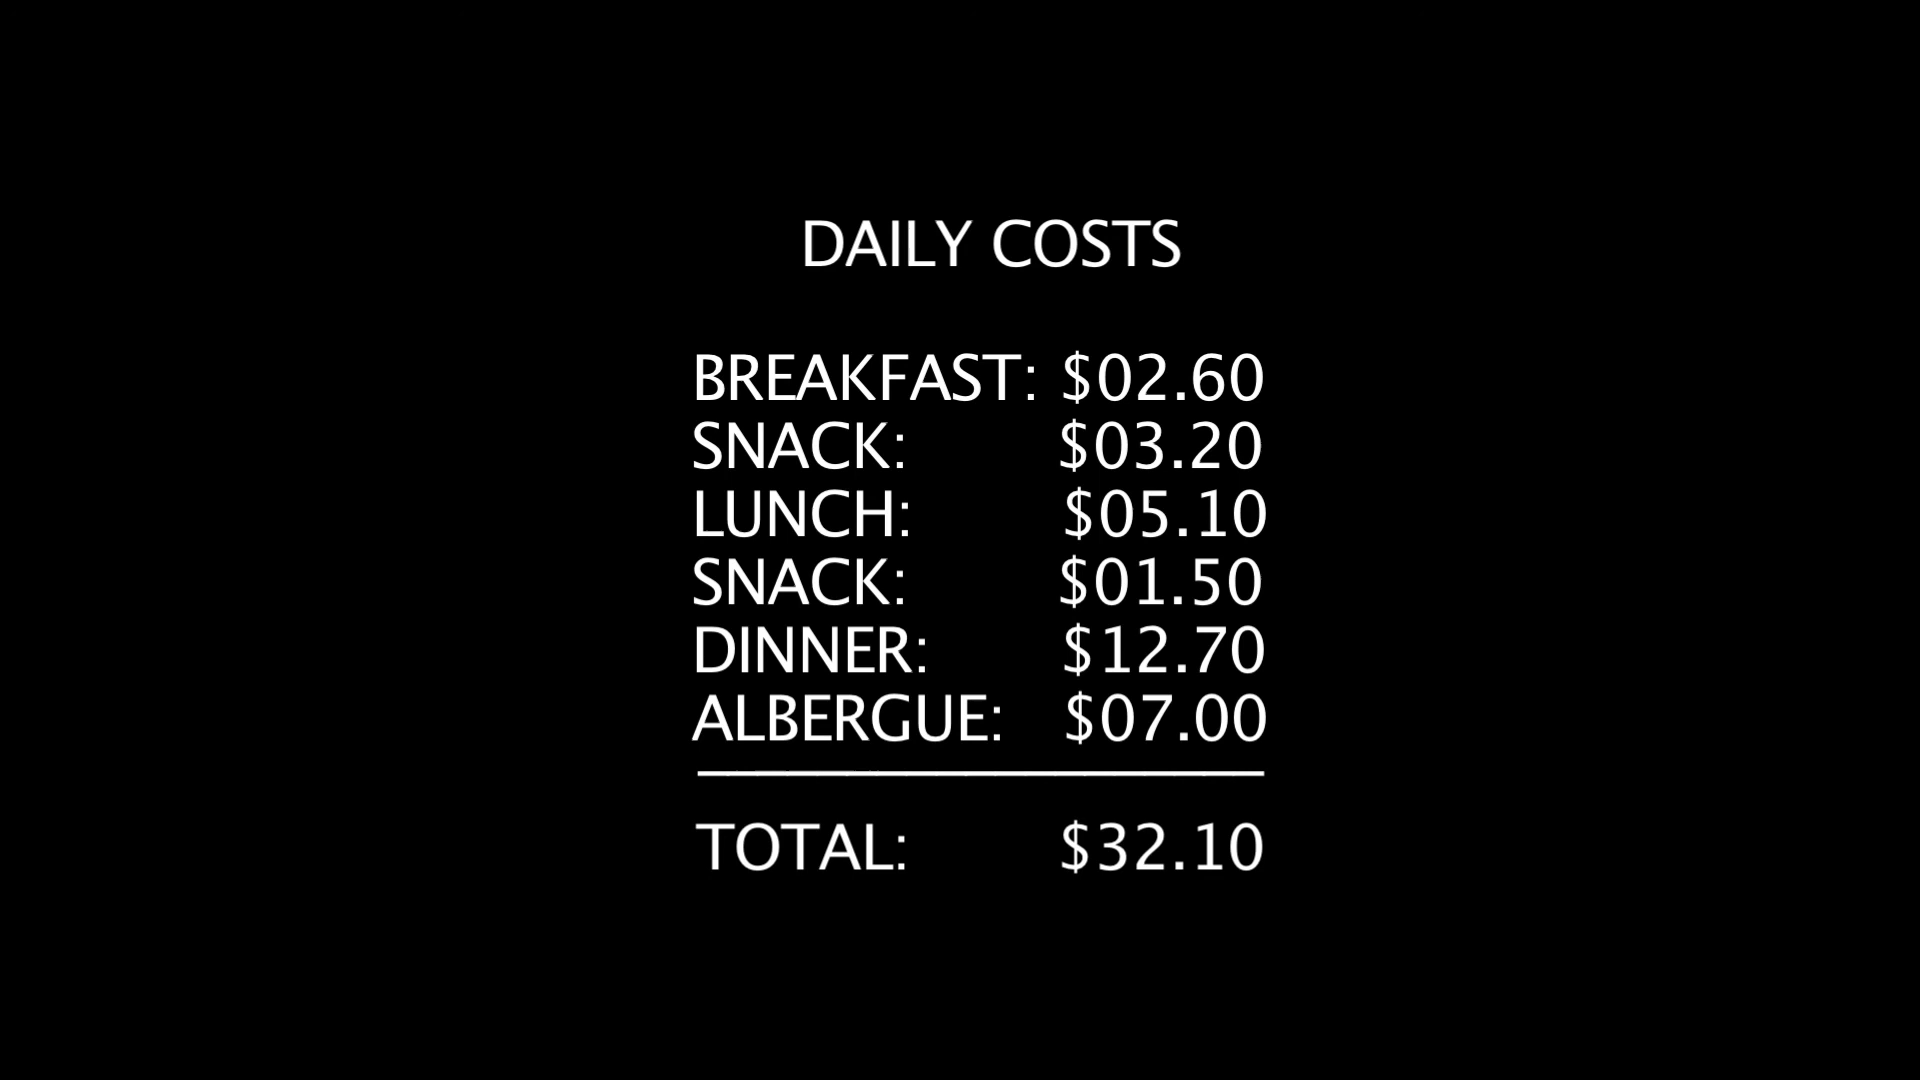 DAILY COSTS
BREAKFAST: $02.60
SNACK: $03.20
LUNCH: $05.10
SNACK: $01.50
DINNER: $12.70
ALBERGUE: $07.00
TOTAL: $32.10